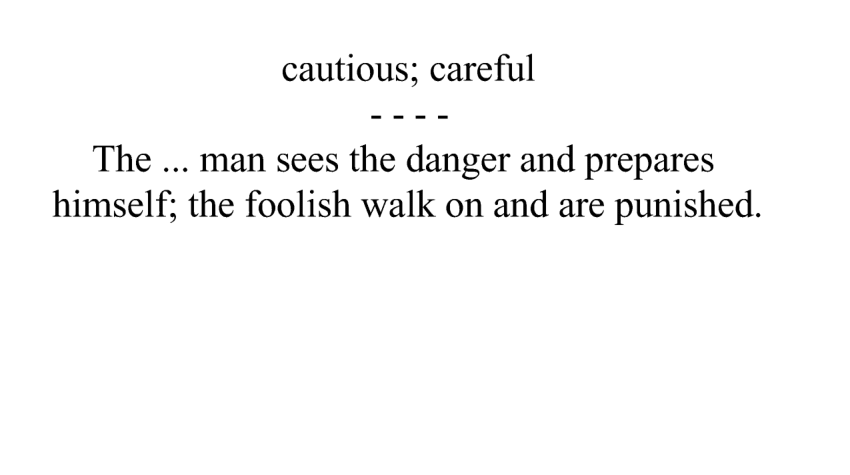 cautious; careful
- - - -
The ... man sees the danger and prepares
himself; the foolish walk on and are punished.